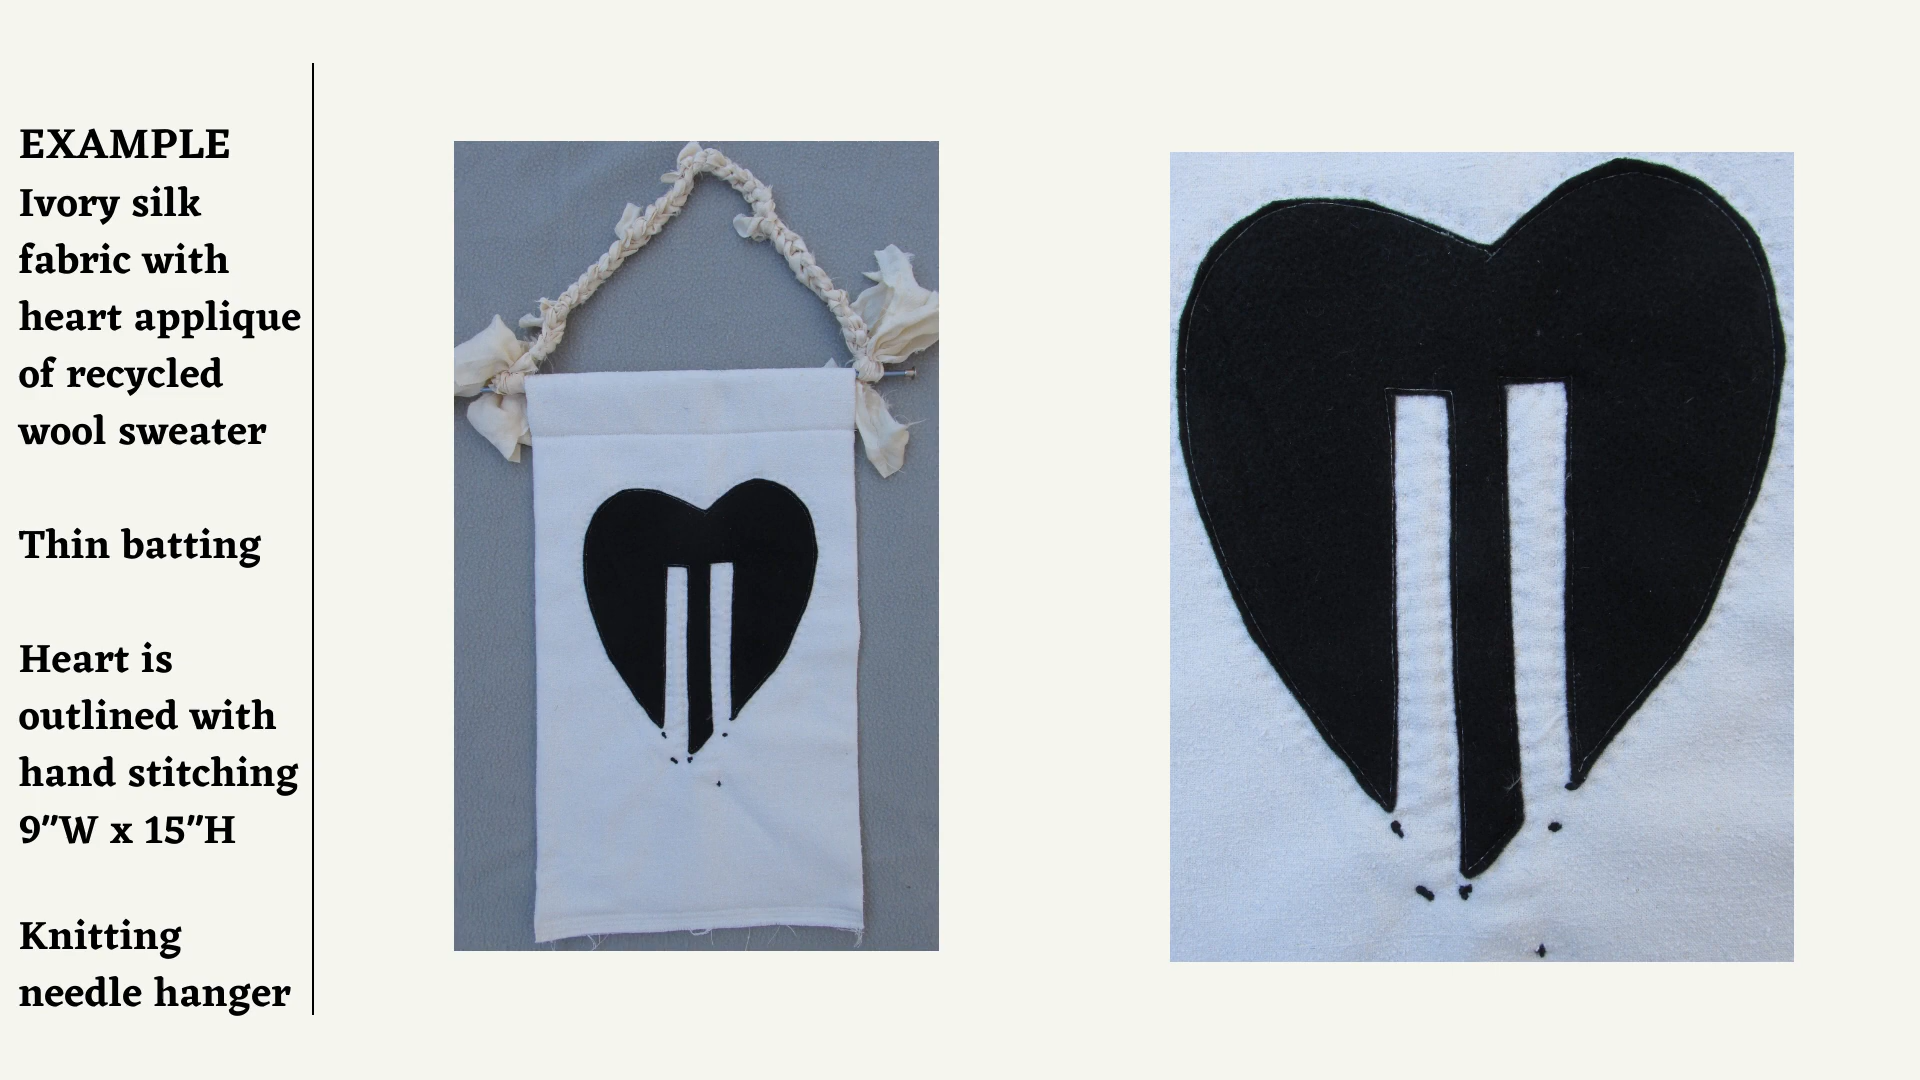 EXAMPLE
Ivory silk
fabric with
heart applique
of recycled
wool sweater
Thin batting
Heart is
outlined with
hand stitching
9"W x 15"H
Knitting
needle hanger